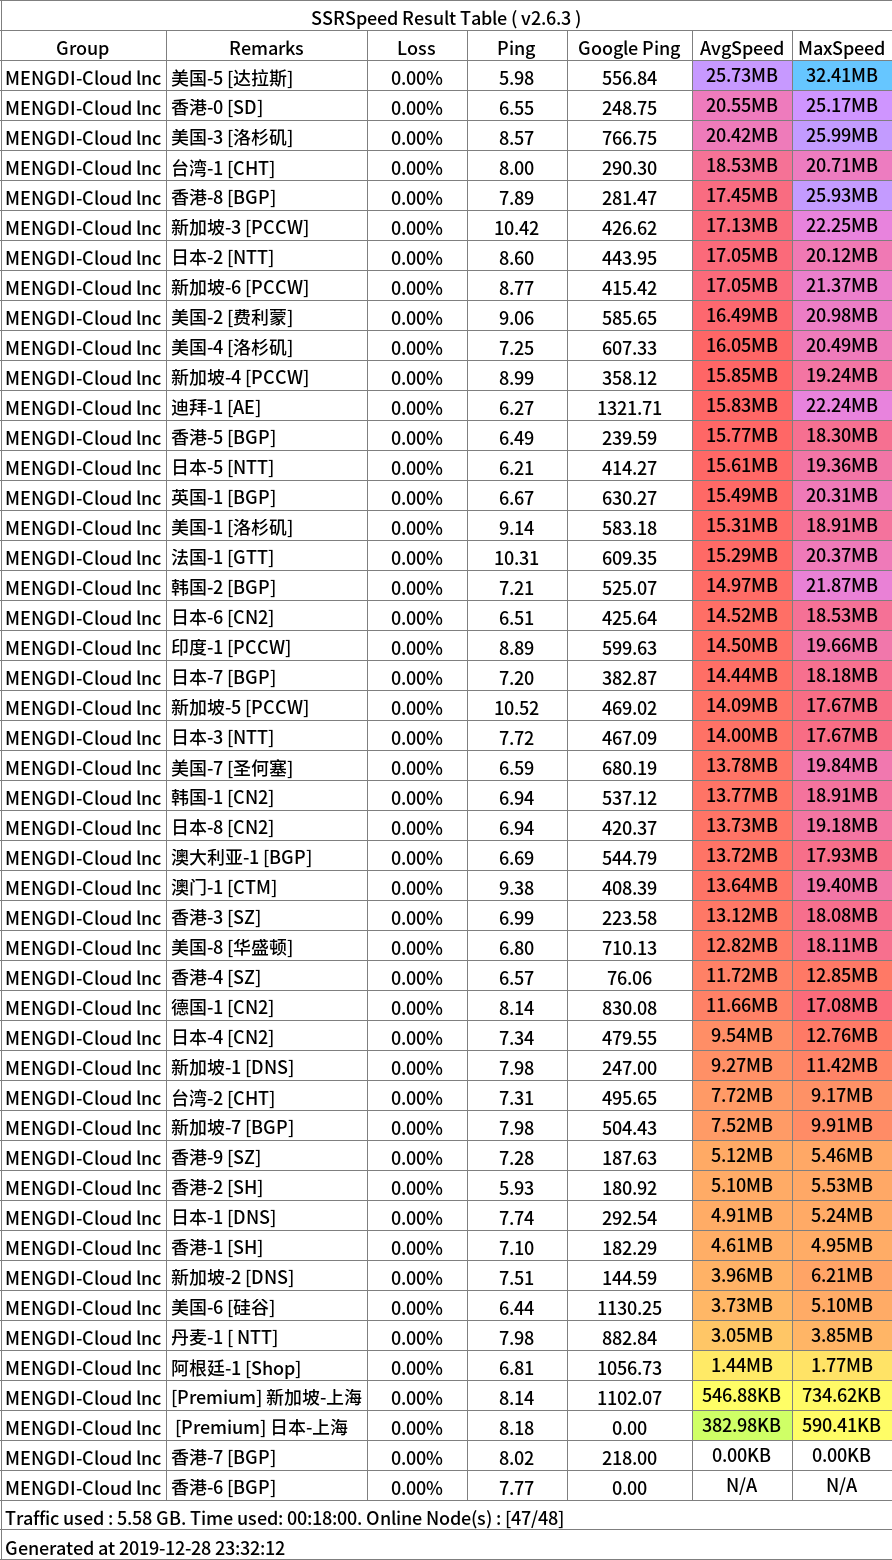 SSRSpeed Result Table ( v2.6.3 )
Group Remarks Loss Ping Google Ping AvgSpeed MaxSpeed
MENGDI-Cloud lnc 美国-5 [达拉斯] 0.00% 5.98 556.84 25.73MB 32.41MB
MENGDI-Cloud lnc 香港-0 [SD] 0.00% 6.55 248.75 20.55MB 25.17MB
MENGDI-Cloud lnc 美国-3 [洛杉矶] 0.00% 8.57 766.75 20.42MB 25.99MB
MENGDI-Cloud lnc 台湾-1 [CHT] 0.00% 8.00 290.30 18.53MB 20.71MB
MENGDI-Cloud lnc 香港-8 [BGP] 0.00% 7.89 281.47 17.45MB 25.93MB
MENGDI-Cloud lnc 新加坡-3 [PCCW] 0.00% 10.42 426.62 17.13MB 22.25MB
MENGDI-Cloud lnc 日本-2 [NTT] 0.00% 8.60 443.95 17.05MB 20.12MB
MENGDI-Cloud lnc 新加坡-6 [PCCW] 0.00% 8.77 415.42 17.05MB 21.37MB
MENGDI-Cloud lnc 美国-2 [费利蒙] 0.00% 9.06 585.65 16.49MB 20.98MB
MENGDI-Cloud lnc 美国-4 [洛杉矶] 0.00% 7.25 607.33 16.05MB 20.49MB
MENGDI-Cloud lnc 新加坡-4 [PCCW] 0.00% 8.99 358.12 15.85MB 19.24MB
MENGDI-Cloud lnc 迪拜-1 [AE] 0.00% 6.27 1321.71 15.83MB 22.24MB
MENGDI-Cloud lnc 香港-5 [BGP] 0.00% 6.49 239.59 15.77MB 18.30MB
MENGDI-Cloud lnc 日本-5 [NTT] 0.00% 6.21 414.27 15.61MB 19.36MB
MENGDI-Cloud lnc 英国-1 [BGP] 0.00% 6.67 630.27 15.49MB 20.31MB
MENGDI-Cloud lnc 美国-1 [洛杉矶] 0.00% 9.14 583.18 15.31MB 18.91MB
MENGDI-Cloud lnc 法国-1 [GTT] 0.00% 10.31 609.35 15.29MB 20.37MB
MENGDI-Cloud lnc 韩国-2 [BGP] 0.00% 7.21 525.07 14.97MB 21.87MB
MENGDI-Cloud lnc 日本-6 [CN2] 0.00% 6.51 425.64 14.52MB 18.53MB
MENGDI-Cloud lnc 印度-1 [PCCW] 0.00% 8.89 599.63 14.50MB 19.66MB
MENGDI-Cloud lnc 日本-7 [BGP] 0.00% 7.20 382.87 14.44MB 18.18MB
MENGDI-Cloud lnc 新加坡-5 [PCCW] 0.00% 10.52 469.02 14.09MB 17.67MB
MENGDI-Cloud lnc 日本-3 [NTT] 0.00% 7.72 467.09 14.00MB 17.67MB
MENGDI-Cloud lnc 美国-7 [圣何塞] 0.00% 6.59 680.19 13.78MB 19.84MB
MENGDI-Cloud lnc 韩国-1 [CN2] 0.00% 6.94 537.12 13.77MB 18.91MB
MENGDI-Cloud lnc 日本-8 [CN2] 0.00% 6.94 420.37 13.73MB 19.18MB
MENGDI-Cloud lnc 澳大利亚-1 [BGP] 0.00% 6.69 544.79 13.72MB 17.93MB
MENGDI-Cloud lnc 澳门-1 [CTM] 0.00% 9.38 408.39 13.64MB 19.40MB
MENGDI-Cloud lnc 香港-3 [SZ] 0.00% 6.99 223.58 13.12MB 18.08MB
MENGDI-Cloud lnc 美国-8 [华盛顿] 0.00% 6.80 710.13 12.82MB 18.11MB
MENGDI-Cloud lnc 香港-4 [SZ] 0.00% 6.57 76.06 11.72MB 12.85MB
MENGDI-Cloud lnc 德国-1 [CN2] 0.00% 8.14 830.08 11.66MB 17.08MB
MENGDI-Cloud lnc 日本-4 [CN2] 0.00% 7.34 479.55 9.54MB 12.76MB
MENGDI-Cloud lnc 新加坡-1 [DNS] 0.00% 7.98 247.00 9.27MB 11.42MB
MENGDI-Cloud lnc 台湾-2 [CHT] 0.00% 7.31 495.65 7.72MB 9.17MB
MENGDI-Cloud lnc 新加坡-7 [BGP] 0.00% 7.98 504.43 7.52MB 9.91MB
MENGDI-Cloud lnc 香港-9 [SZ] 0.00% 7.28 187.63 5.12MB 5.46MB
MENGDI-Cloud lnc 香港-2 [SH] 0.00% 5.93 180.92 5.10MB 5.53MB
MENGDI-Cloud lnc 日本-1 [DNS] 0.00% 7.74 292.54 4.91MB 5.24MB
MENGDI-Cloud lnc 香港-1 [SH] 0.00% 7.10 182.29 4.61MB 4.95MB
MENGDI-Cloud lnc 新加坡-2 [DNS] 0.00% 7.51 144.59 3.96MB 6.21MB
MENGDI-Cloud lnc 美国-6 [硅谷] 0.00% 6.44 1130.25 3.73MB 5.10MB
MENGDI-Cloud lnc 丹麦-1 [ NTT] 0.00% 7.98 882.84 3.05MB 3.85MB
MENGDI-Cloud lnc 阿根廷-1 [Shop] 0.00% 6.81 1056.73 1.44MB 1.77MB
MENGDI-Cloud lnc [Premium] 新加坡-上海 0.00% 8.14 1102.07 546.88KB 734.62KB
MENGDI-Cloud lnc [Premium] 日本-上海 0.00% 8.18 0.00 382.98KB 590.41KB
MENGDI-Cloud lnc 香港-7 [BGP] 0.00% 8.02 218.00 0.00KB 0.00KB
MENGDI-Cloud lnc 香港-6 [BGP] 0.00% 7.77 0.00 N/A N/A
Traffic used : 5.58 GB. Time used: 00:18:00. Online Node(s) : [47/48]
Generated at 2019-12-28 23:32:12